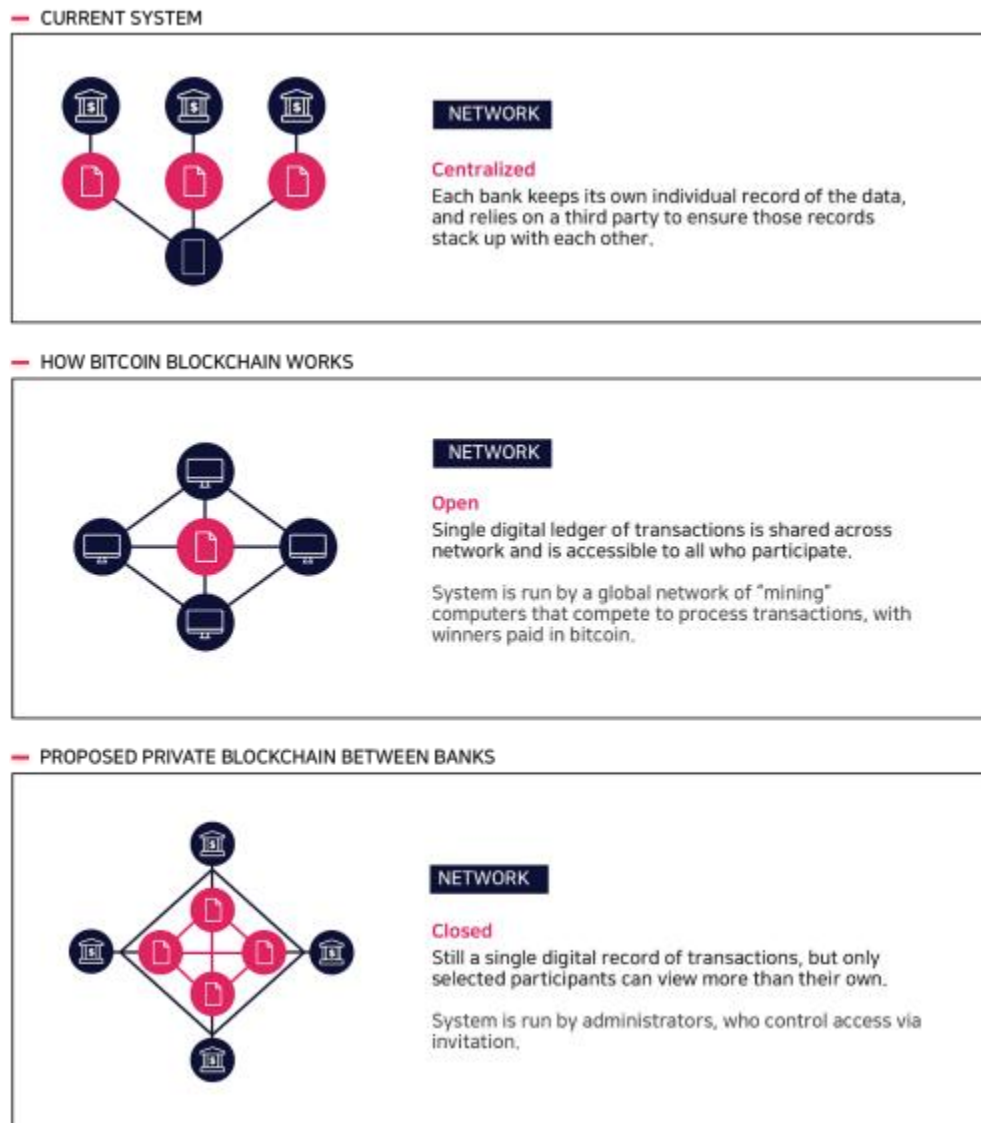 CURRENT SYSTEM
NETWORK
Centralized
Each bank keeps its own individual record of the data,
and relies on a third party to ensure those records
stack up with each other.
HOW BITCOIN BLOCKCHAIN WORKS
NETWORK
Open
Single digital ledger of transactions is shared across
network and is accessible to all who participate.
System is run by a global network of “mining”
computers that compete to process transactions, with
winners paid in bitcoin.
PROPOSED PRIVATE BLOCKCHAIN BETWEEN BANKS
NETWORK
Closed
Still a single digital record of transactions, but only
selected participants can view more than their own.
System is run by administrators, who control access via
invitation.